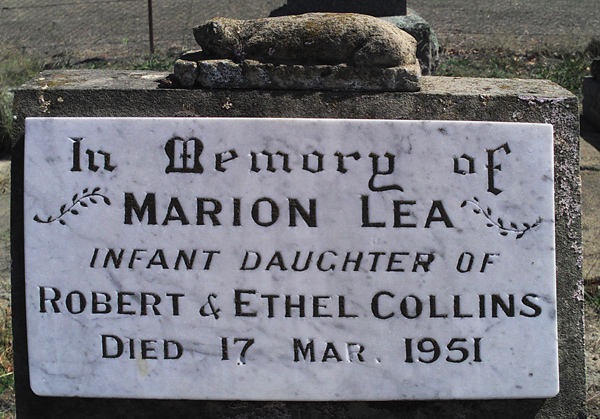 In Memory of
MARION LEA
INFANT DAUGHTER OF
ROBERT & ETHEL COLLINS
DIED 17 MAR. 1951